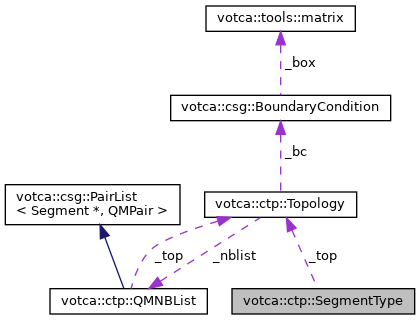 votca::tools::matrix
_box
votca::csg::BoundaryCondition
_bc
votca::csg::PairList
< Segment *, QMPair >
votca::ctp::Topology
_top
_nblist
_top
votca::ctp::QMNBList
votca::ctp::SegmentType